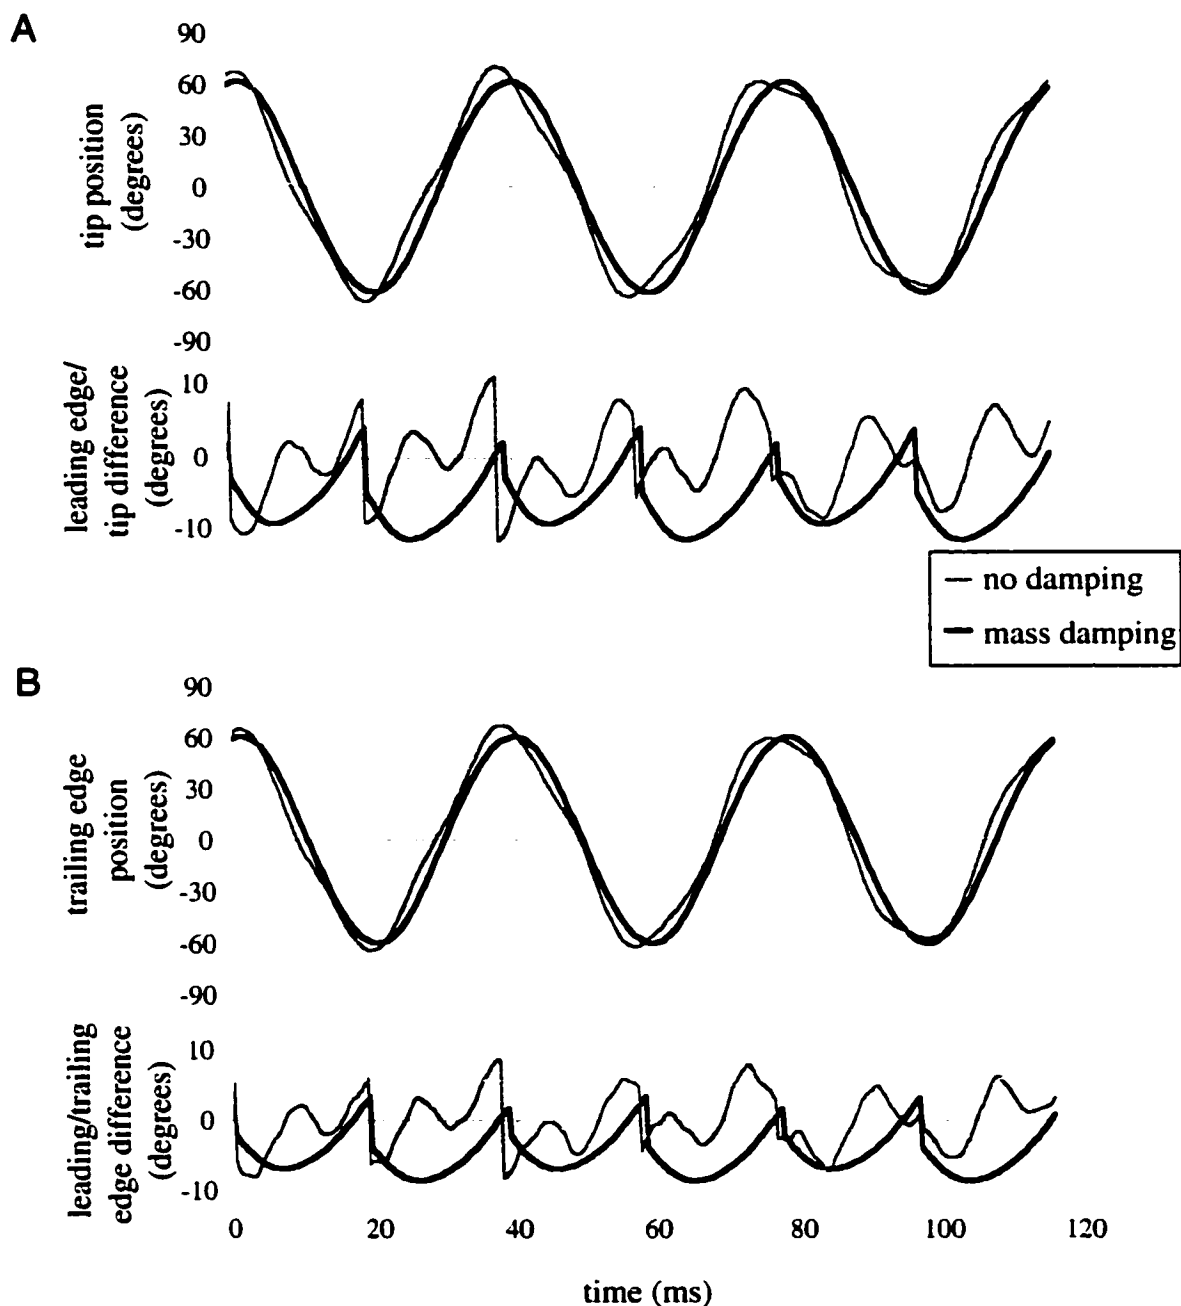 A
90
60
30
0
-30
-60
-90
tip position
(degrees)
10
0
-10
leading edge/
tip difference
(degrees)
no damping
mass damping
B
90
60
30
0
-30
-60
-90
trailing edge
position
(degrees)
10
0
-10
leading/trailing
edge difference
(degrees)
0 20 40 60 80 100 120
time (ms)